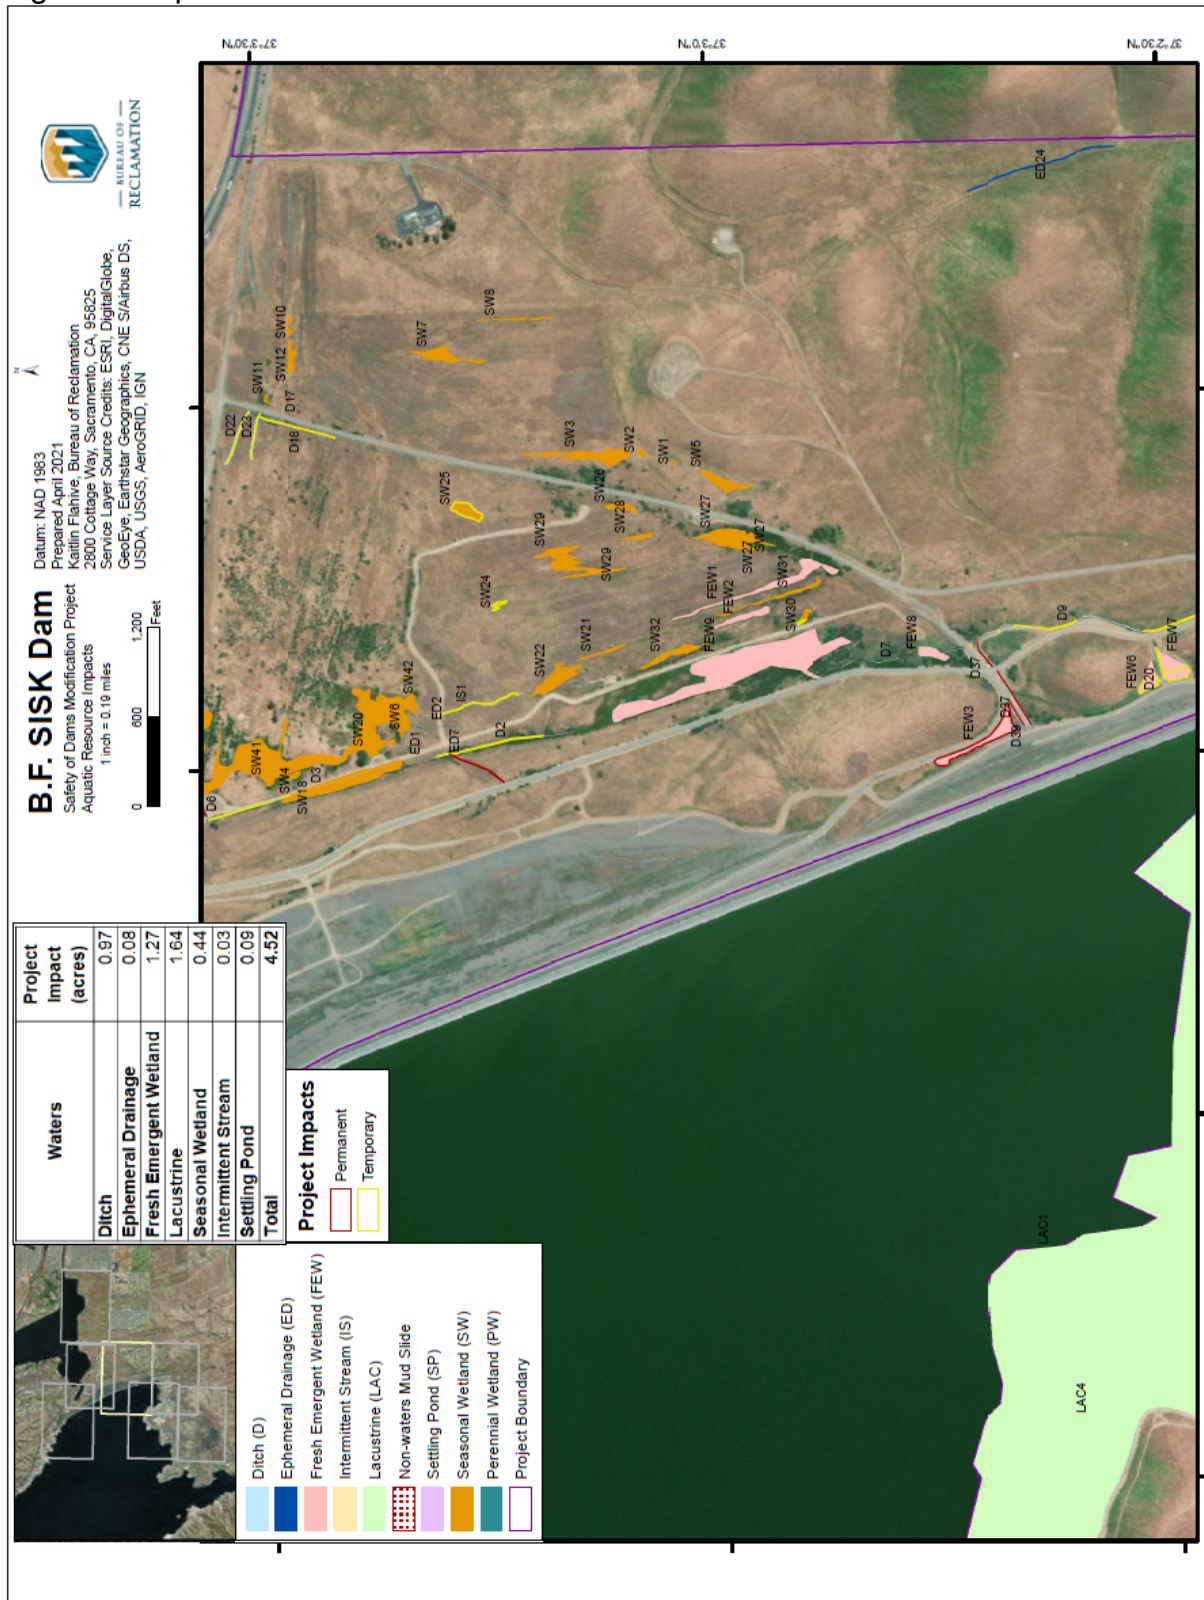 B.F. SISK Dam
Safety of Dams Modification Project
Aquatic Resource Impacts
1 inch = 0.19 miles
0 600 1,200
Feet
Datum: NAD 1983
Prepared April 2021
Kaitlin Flahive, Bureau of Reclamation
2800 Cottage Way, Sacramento, CA, 95825
Service Layer Source Credits: ESRI, DigitalGlobe,
GeoEye, Earthstar Geographics, CNE S/Airbus DS,
USDA, USGS, AeroGRID, IGN
N
BUREAU OF
RECLAMATION
Waters Project Impact (acres)
Ditch 0.97
Ephemeral Drainage 0.08
Fresh Emergent Wetland 1.27
Lacustrine 1.64
Seasonal Wetland 0.44
Intermittent Stream 0.03
Settling Pond 0.09
Total 4.52
Project Impacts
Permanent
Temporary
Ditch (D)
Ephemeral Drainage (ED)
Fresh Emergent Wetland (FEW)
Intermittent Stream (IS)
Lacustrine (LAC)
Non-waters Mud Slide
Settling Pond (SP)
Seasonal Wetland (SW)
Perennial Wetland (PW)
Project Boundary
37°3'30"N
37°3'0"N
37°2'30"N
D6
SW41
SW4
D3
SW18
SW20
SW6
SW42
ED1
ED2
ED7
IS1
D2
SW22
SW21
SW24
SW25
SW29
SW29
SW32
D22
D23
D18
D17
SW11
SW12
SW10
SW7
SW8
SW3
SW2
SW26
SW1
SW28
SW5
SW27
SW27
SW27
SW31
FEW1
FEW2
FEW9
SW30
D7
FEW8
D37
D37
FEW3
D39
D9
FEW6
D20
FEW7
ED24
LAC1
LAC4